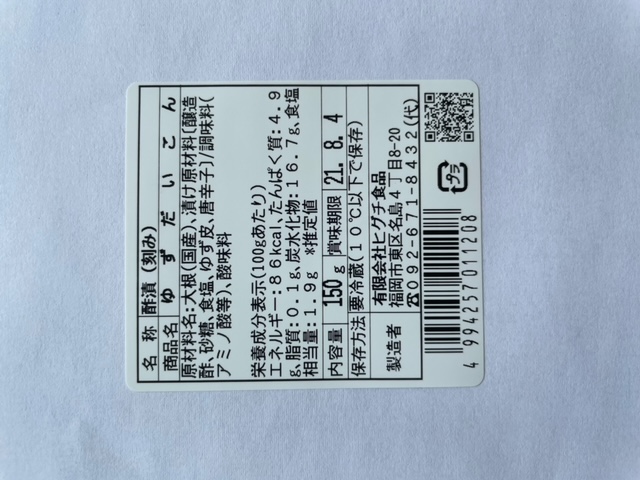 名称 酢漬(刻み)
商品名 ゆずだいこん
原材料名:大根(国産)、漬け原材料〔醸造
酢、砂糖、食塩、ゆず皮、唐辛子〕/調味料(
アミノ酸等)、酸味料
栄養成分表示(100gあたり)
エネルギー:86kcal、たんぱく質:4.9
g、脂質:0.1g、炭水化物:16.7g、食塩
相当量:1.9g *推定値
内容量 150g 賞味期限 21.8.4
保存方法 要冷蔵(10℃以下で保存)
製造者 有限会社ヒグチ食品
福岡市東区名島4丁目8-20
☎092-671-8432(代)
プラ
4994257011208